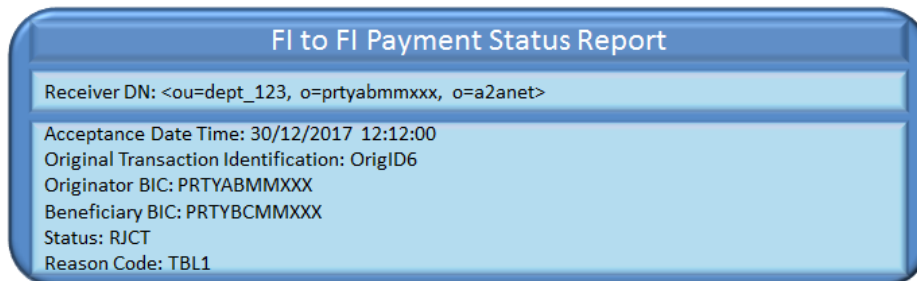 FI to FI Payment Status Report
Receiver DN: <ou=dept_123, o=prtyabmmxxx, o=a2anet>
Acceptance Date Time: 30/12/2017 12:12:00
Original Transaction Identification: OrigID6
Originator BIC: PRTYABMMXXX
Beneficiary BIC: PRTYBCMMXXX
Status: RJCT
Reason Code: TBL1